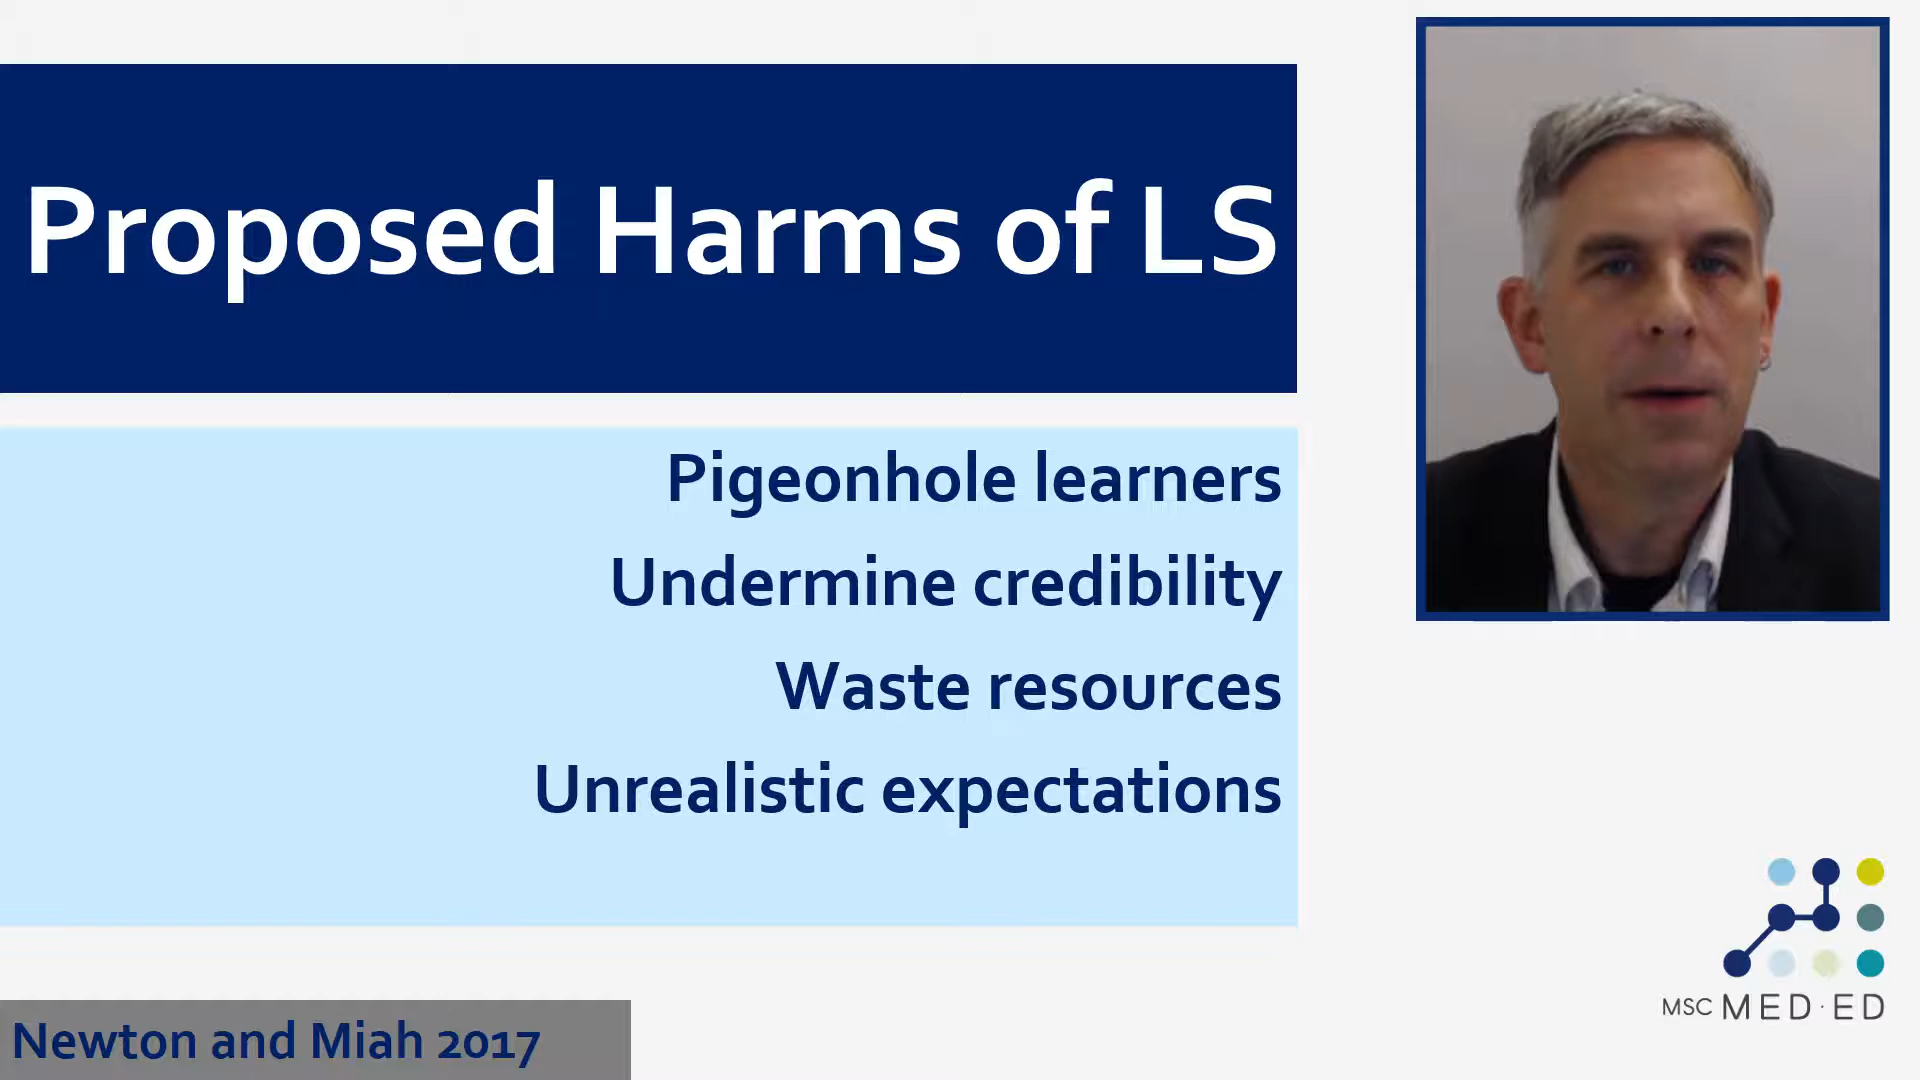 Proposed Harms of LS
Pigeonhole learners
Undermine credibility
Waste resources
Unrealistic expectations
Newton and Miah 2017
MSC MED·ED